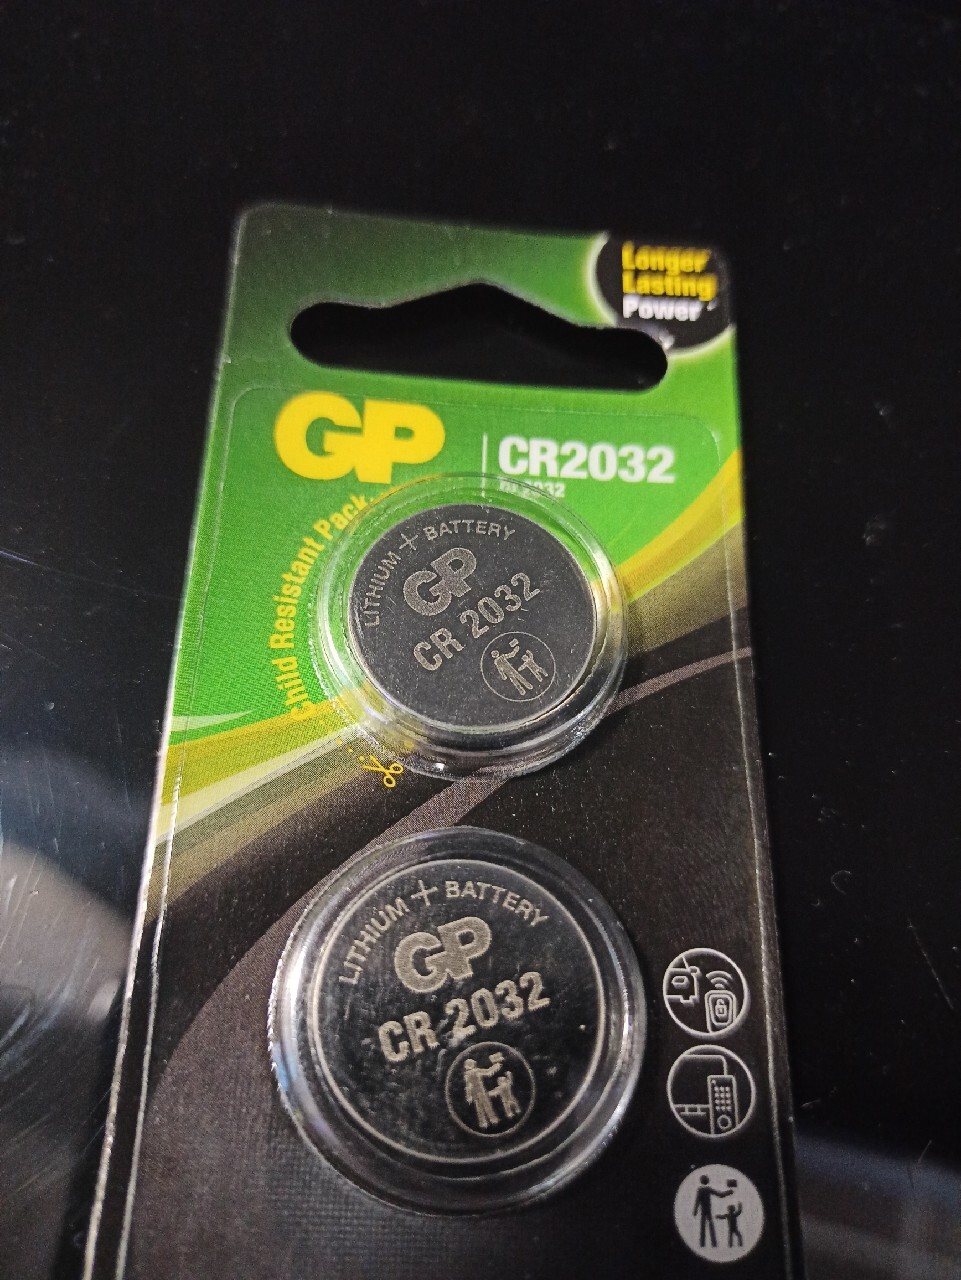 Longer
Lasting
Power
GP
CR2032
Child Resistant Pack
LITHIUM + BATTERY
GP
CR 2032
LITHIUM + BATTERY
GP
CR 2032